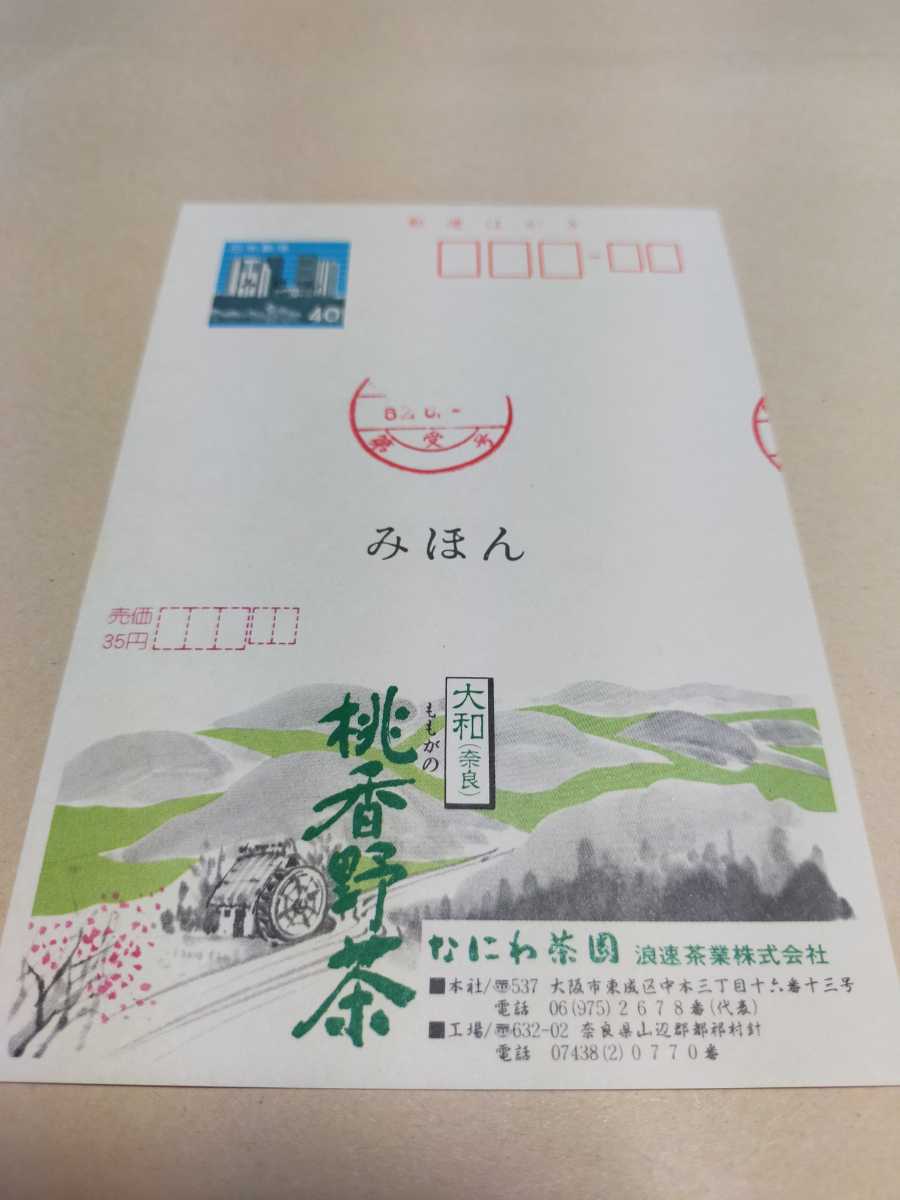 郵便はがき
日本郵便
40
第 受 号
みほん
売価
35円
大和(奈良)
ももがの
桃香野茶
なにわ茶園 浪速茶業株式会社
■本社/〠537 大阪市東成区中本三丁目十六番十三号
電話 06(975)2678番(代表)
■工場/〠632-02 奈良県山辺郡都祁村針
電話 07438(2)0770番